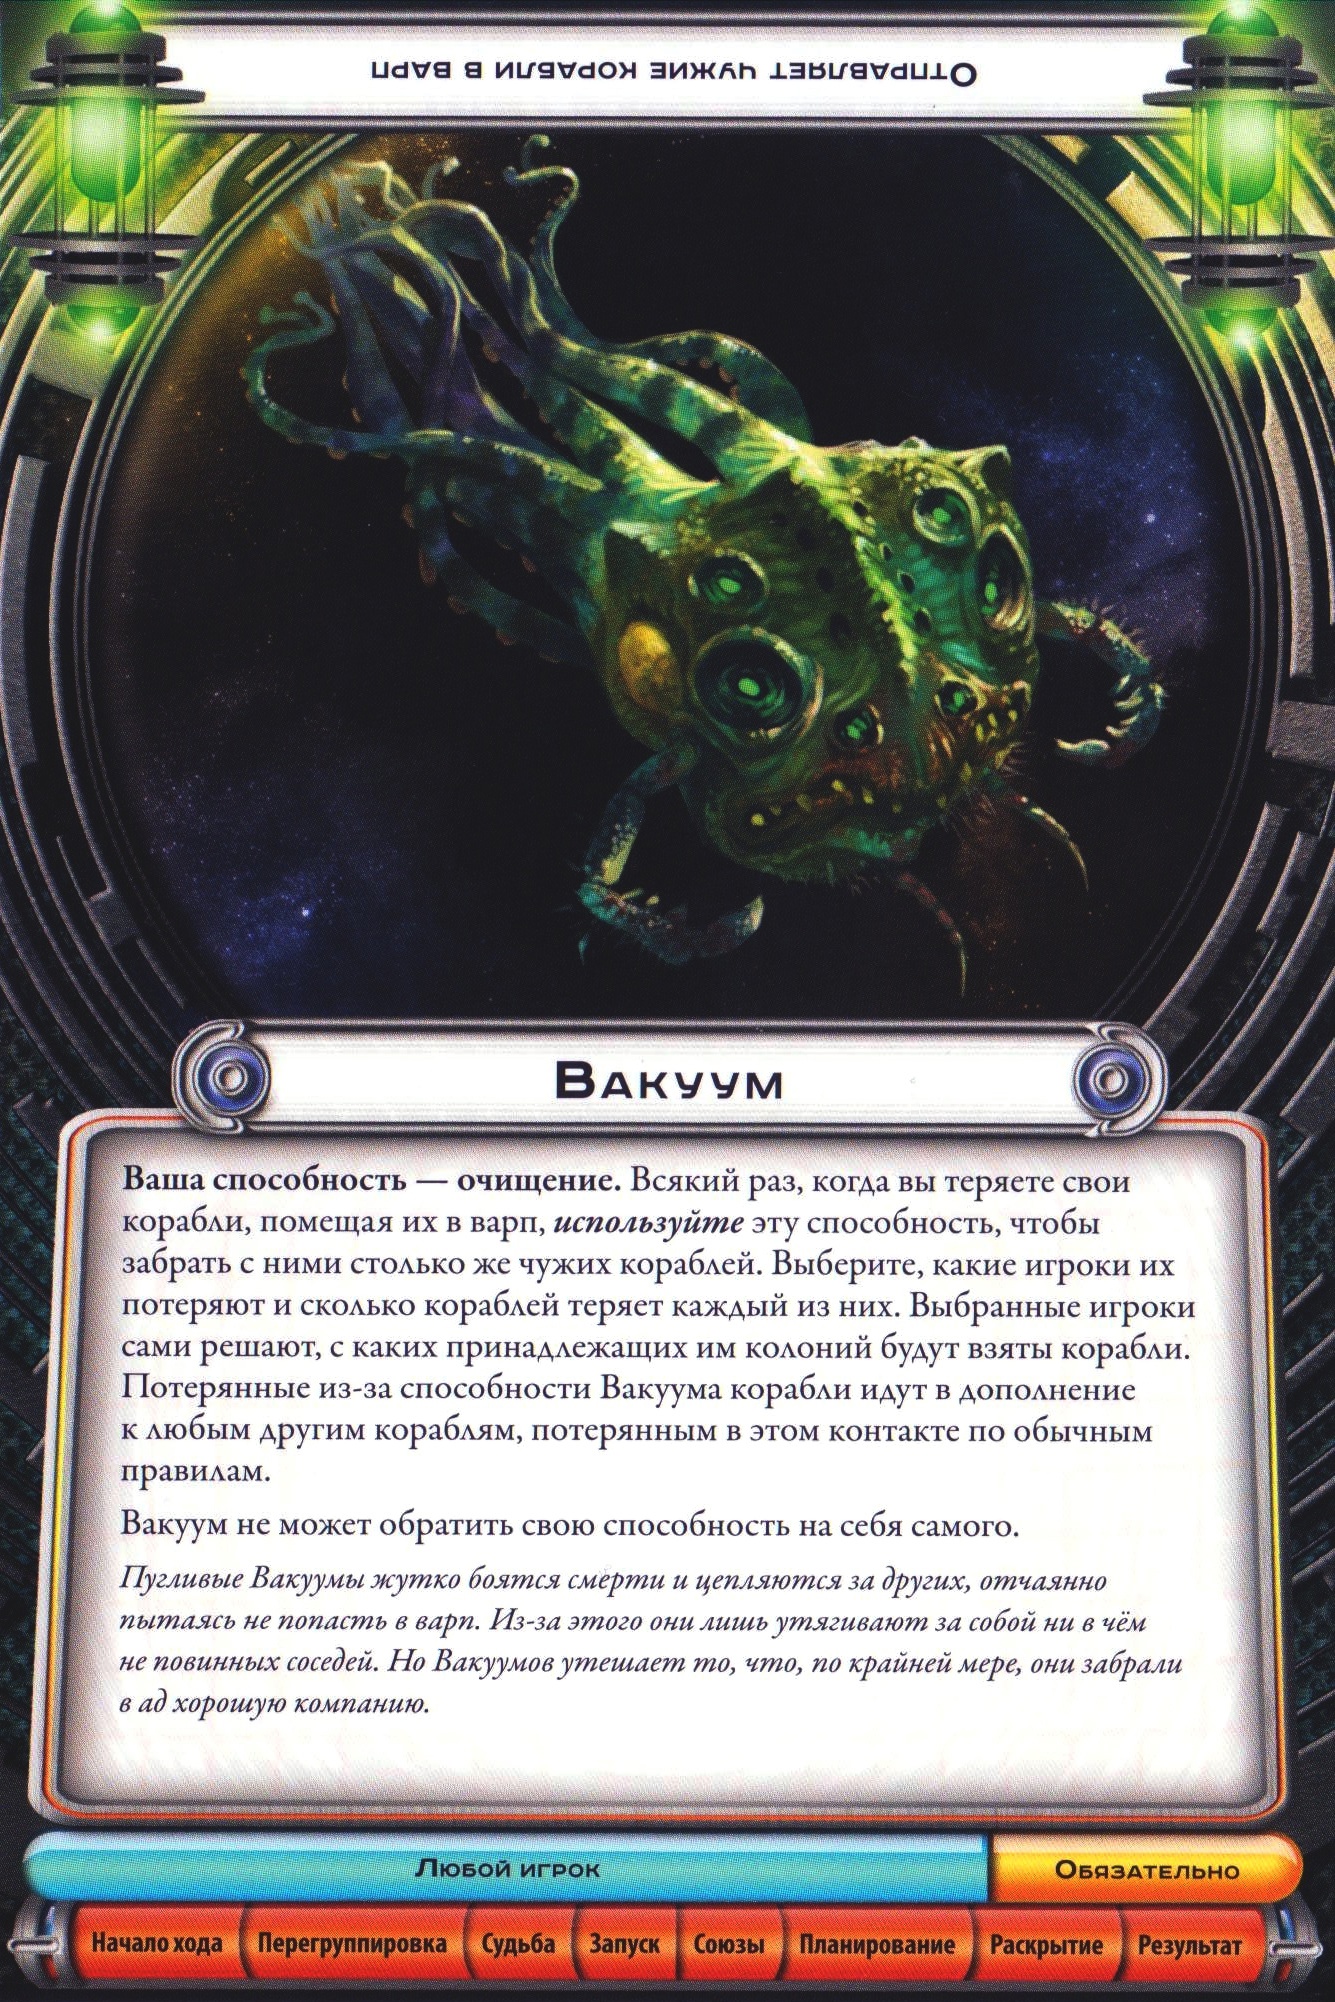 Отправляет чужие корабли в варп
Вакуум
Ваша способность — очищение. Всякий раз, когда вы теряете свои
корабли, помещая их в варп, используйте эту способность, чтобы
забрать с ними столько же чужих кораблей. Выберите, какие игроки их
потеряют и сколько кораблей теряет каждый из них. Выбранные игроки
сами решают, с каких принадлежащих им колоний будут взяты корабли.
Потерянные из-за способности Вакуума корабли идут в дополнение
к любым другим кораблям, потерянным в этом контакте по обычным
правилам.
Вакуум не может обратить свою способность на себя самого.
Пугливые Вакуумы жутко боятся смерти и цепляются за других, отчаянно
пытаясь не попасть в варп. Из-за этого они лишь утягивают за собой ни в чём
не повинных соседей. Но Вакуумов утешает то, что, по крайней мере, они забрали
в ад хорошую компанию.
Любой игрок Обязательно
Начало хода Перегруппировка Судьба Запуск Союзы Планирование Раскрытие Результат